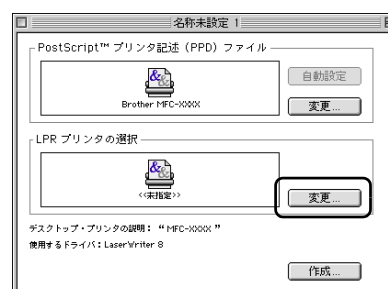 名称未設定 1
PostScript™ プリンタ記述（PPD）ファイル
自動設定
Brother MFC-XXXX
変更...
LPR プリンタの選択
<<未指定>>
変更...
デスクトップ・プリンタの説明： “ MFC-XXXX ”
使用するドライバ：LaserWriter 8
作成...